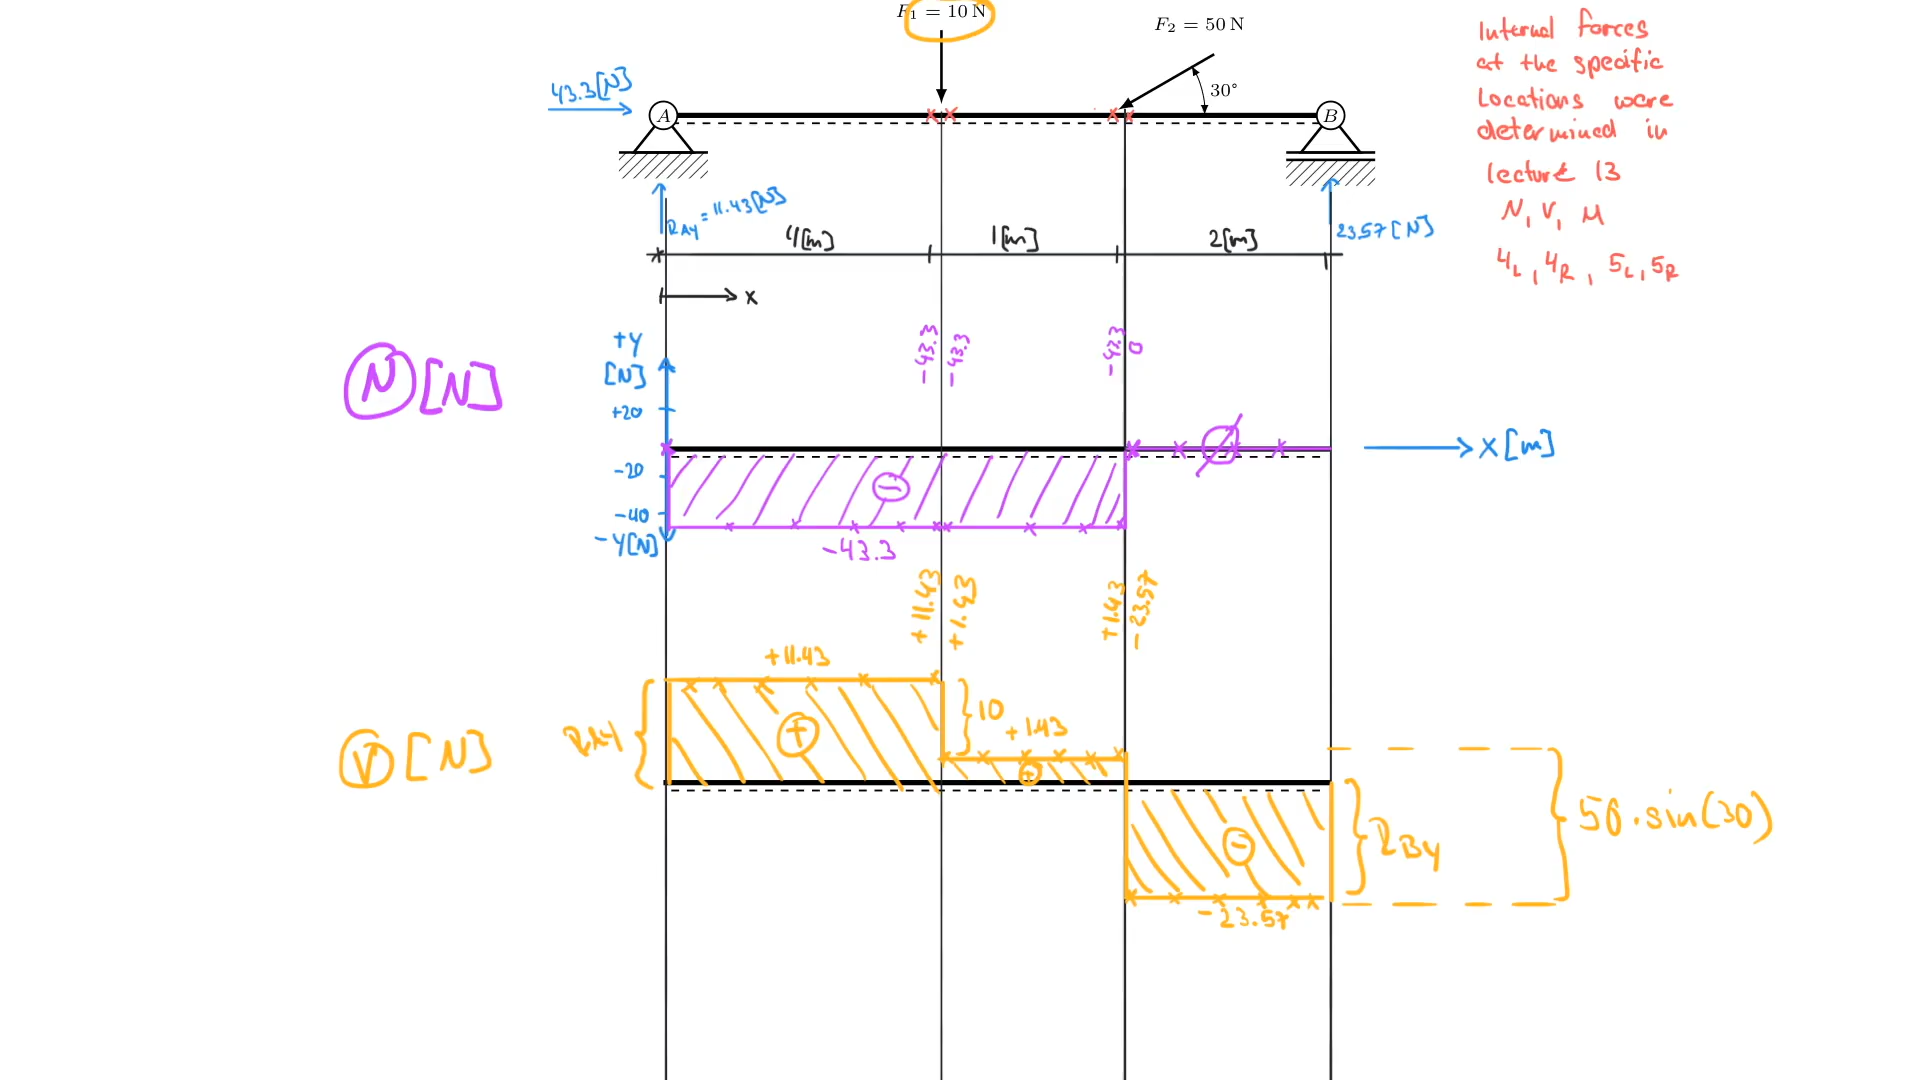 F₁ = 10 N
F₂ = 50 N
30°
43.3[N]
A
B
Internal forces
at the specific
Locations were
determined in
lecture 13
N, V, M
4L, 4R, 5L, 5R
RAy = 11.43[N]
23.57[N]
4[m]
1[m]
2[m]
x
N [N]
+Y
[N]
+20
-20
-40
-Y[N]
-43.3
-43.3
-43.3
0
-43.3
X[m]
+11.43
+1.43
+1.43
-23.57
V [N]
RAY
+11.43
+
10
+1.43
+
-
-23.57
RBY
50.sin(30)